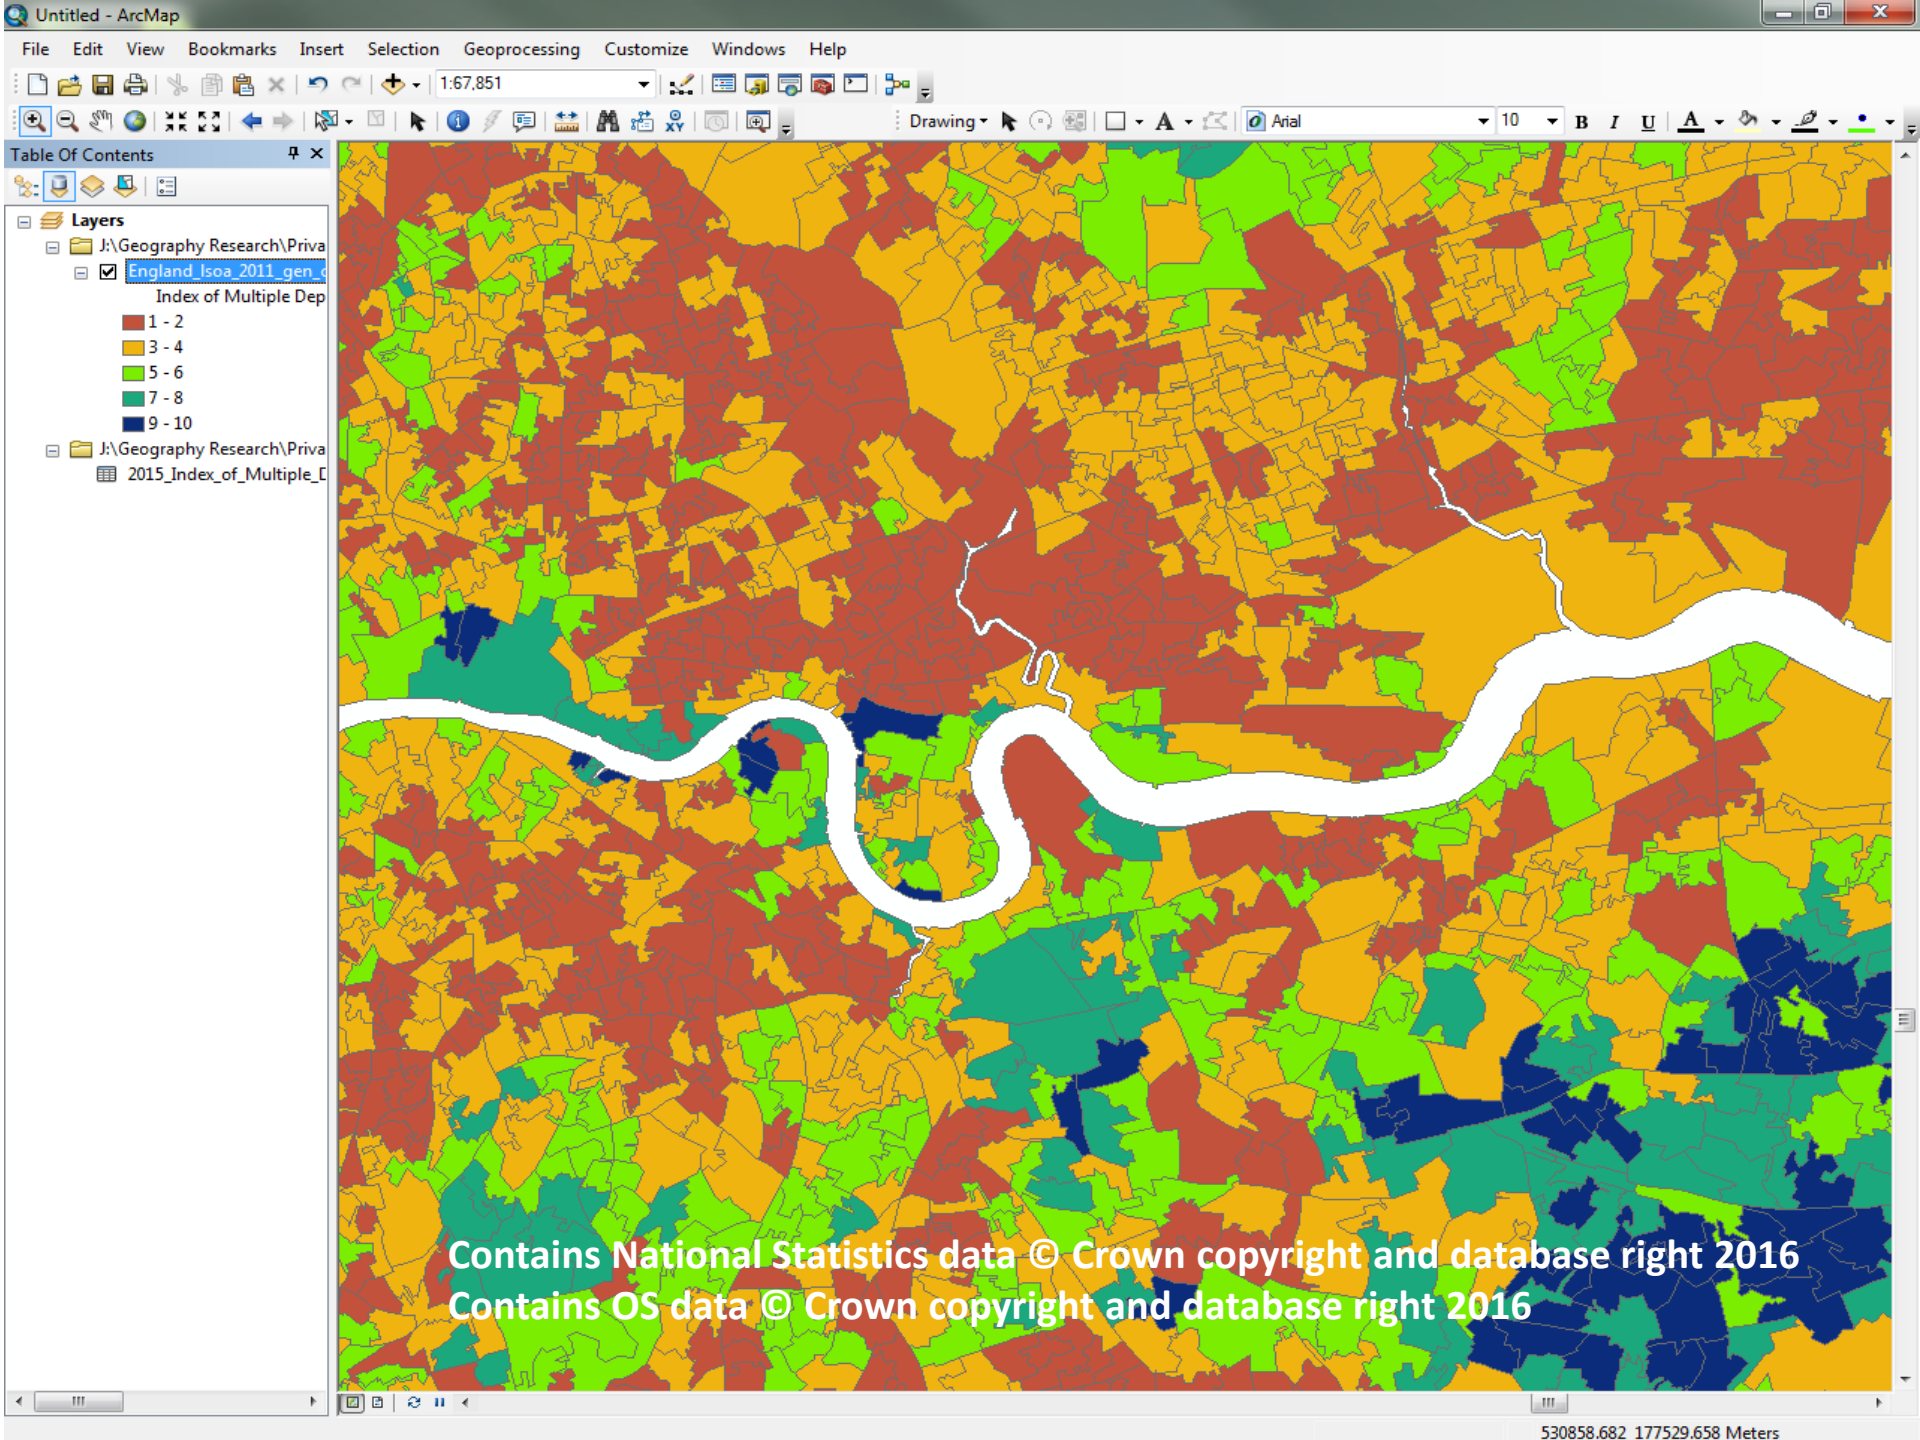 Untitled - ArcMap
File Edit View Bookmarks Insert Selection Geoprocessing Customize Windows Help
1:67,851
Drawing Arial 10 B I U A
Table Of Contents
Layers
J:\Geography Research\Priva
England_lsoa_2011_gen_c
Index of Multiple Dep
1 - 2
3 - 4
5 - 6
7 - 8
9 - 10
J:\Geography Research\Priva
2015_Index_of_Multiple_D
Contains National Statistics data © Crown copyright and database right 2016
Contains OS data © Crown copyright and database right 2016
530858.682 177529.658 Meters